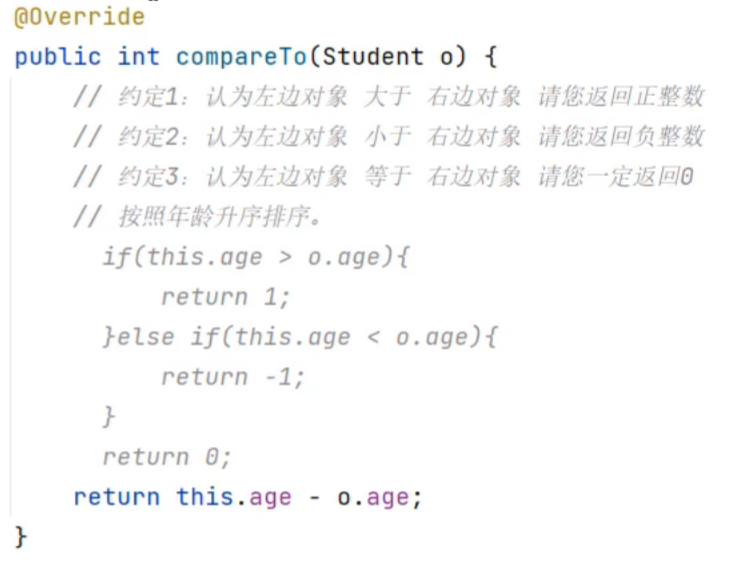 @Override
public int compareTo(Student o) {
// 约定1：认为左边对象 大于 右边对象 请您返回正整数
// 约定2：认为左边对象 小于 右边对象 请您返回负整数
// 约定3：认为左边对象 等于 右边对象 请您一定返回0
// 按照年龄升序排序。
if(this.age > o.age){
return 1;
}else if(this.age < o.age){
return -1;
}
return 0;
return this.age - o.age;
}